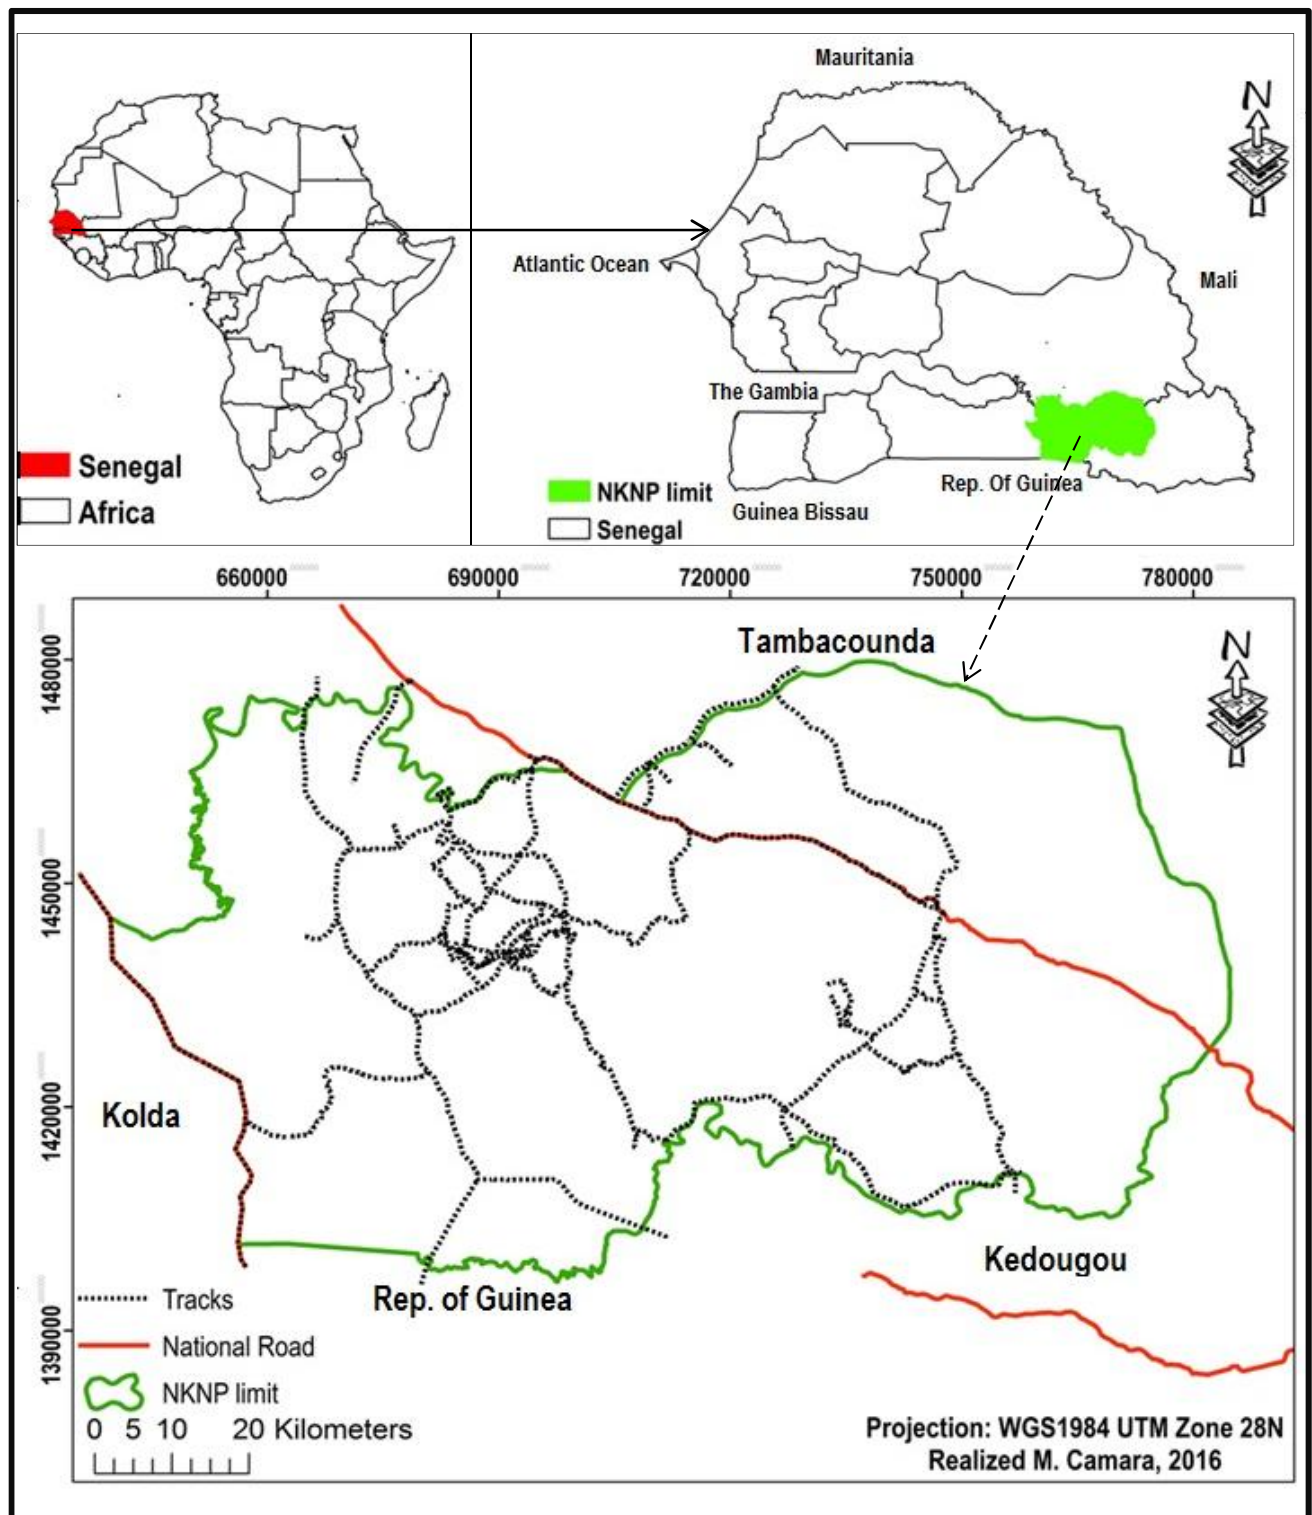 Mauritania
N
Atlantic Ocean
Mali
The Gambia
Senegal
Africa
NKNP limit
Senegal
Rep. Of Guinea
Guinea Bissau
660000 690000 720000 750000 780000
1480000
1450000
1420000
1390000
Tambacounda
N
Kolda
Kedougou
Rep. of Guinea
Tracks
National Road
NKNP limit
0 5 10 20 Kilometers
Projection: WGS1984 UTM Zone 28N
Realized M. Camara, 2016